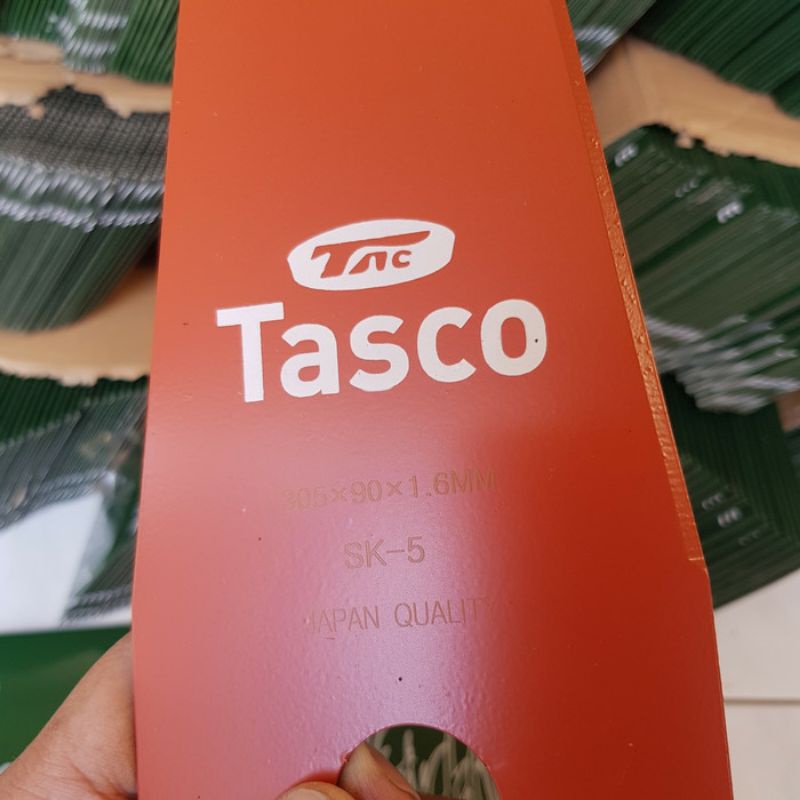 TAC
Tasco
305×90×1.6MM
SK-5
JAPAN QUALITY